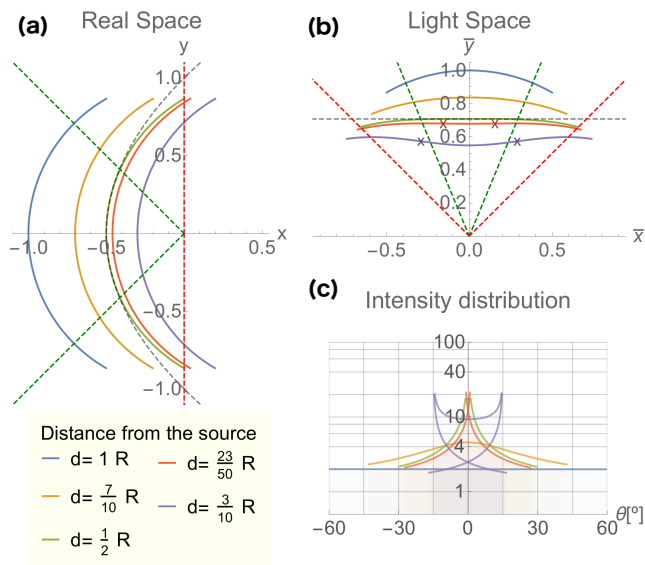 (a) Real Space
y
1.0
0.5
-1.0 -0.5 0.5 x
-0.5
-1.0
(b) Light Space
y̅
1.0
0.8
0.6
0.4
0.2
-0.5 0.0 0.5 x̅
x x
x x
(c) Intensity distribution
100
40
10
4
1
-60 -30 0 30 60 θ[º]
Distance from the source
d= 1 R
d= 7/10 R
d= 1/2 R
d= 23/50 R
d= 3/10 R